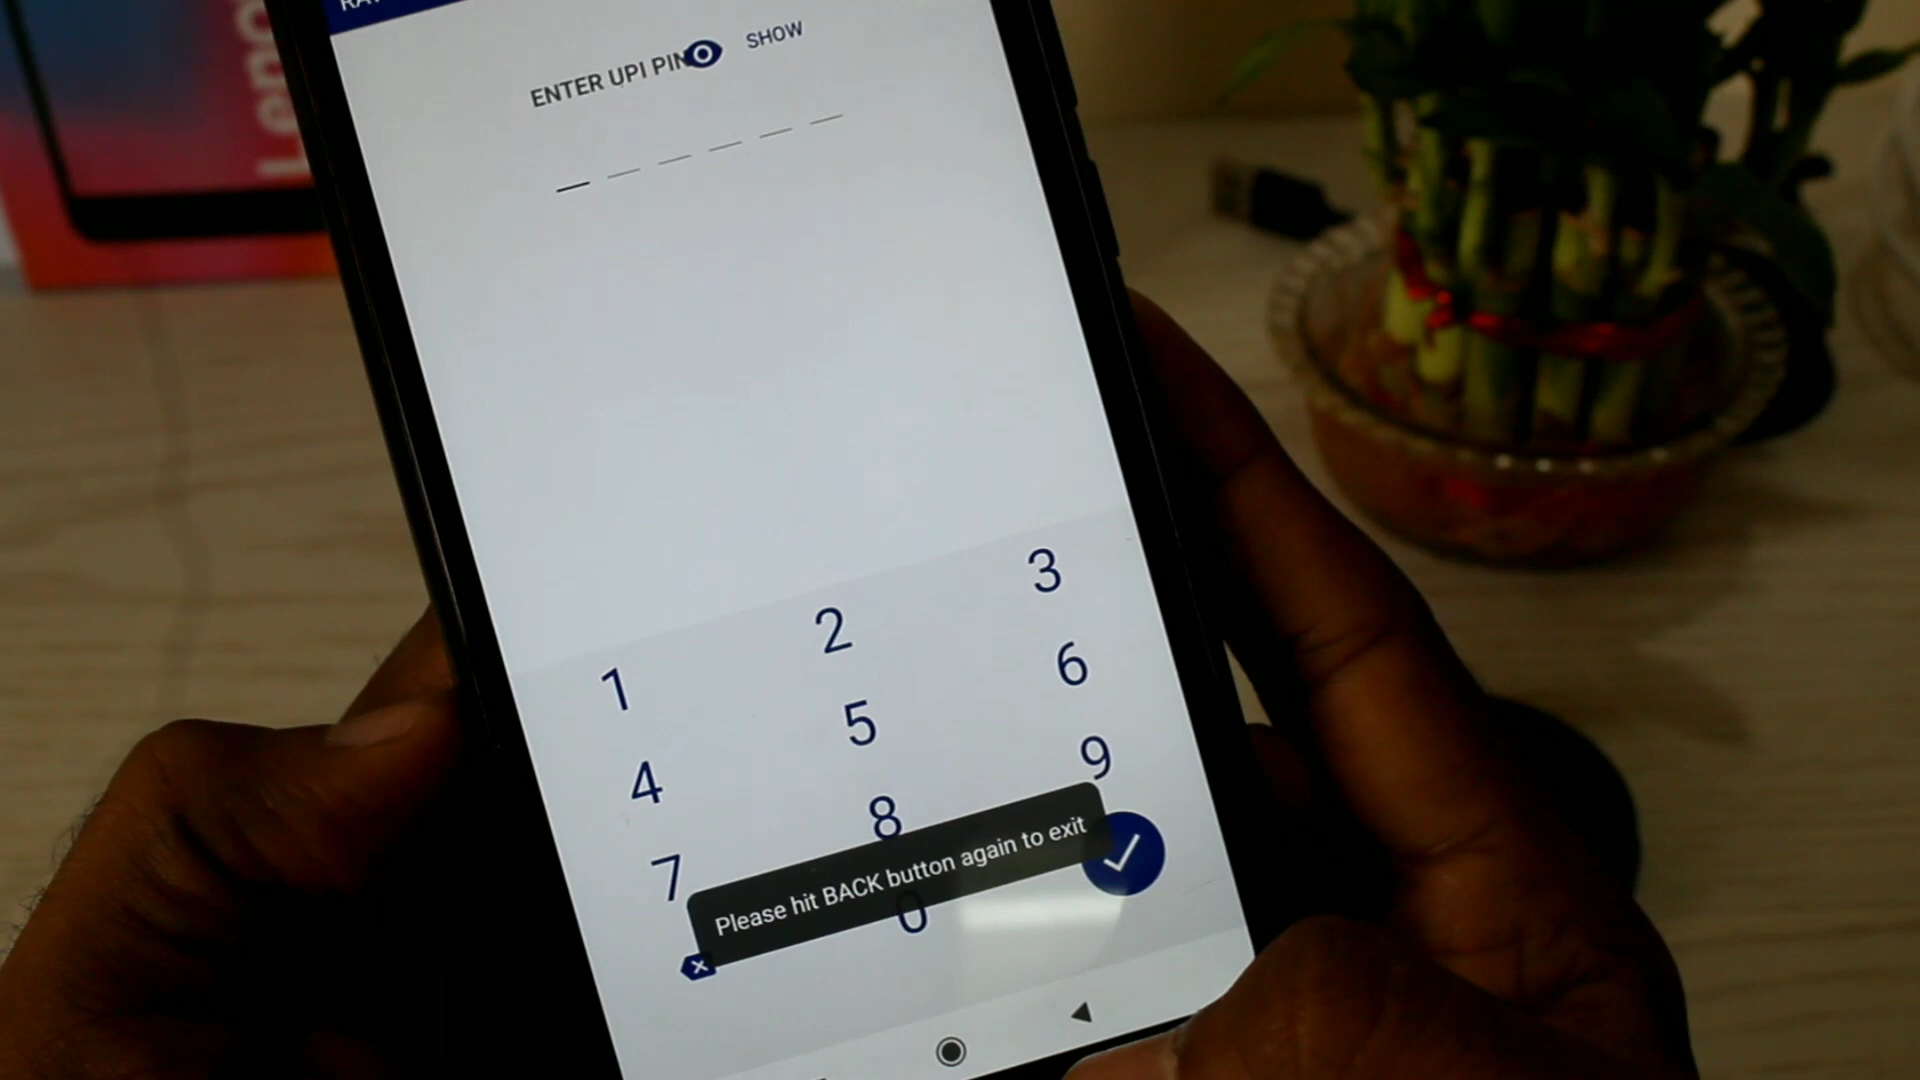 ENTER UPI PIN
SHOW
1 2 3
4 5 6
7 8 9
Please hit BACK button again to exit
0